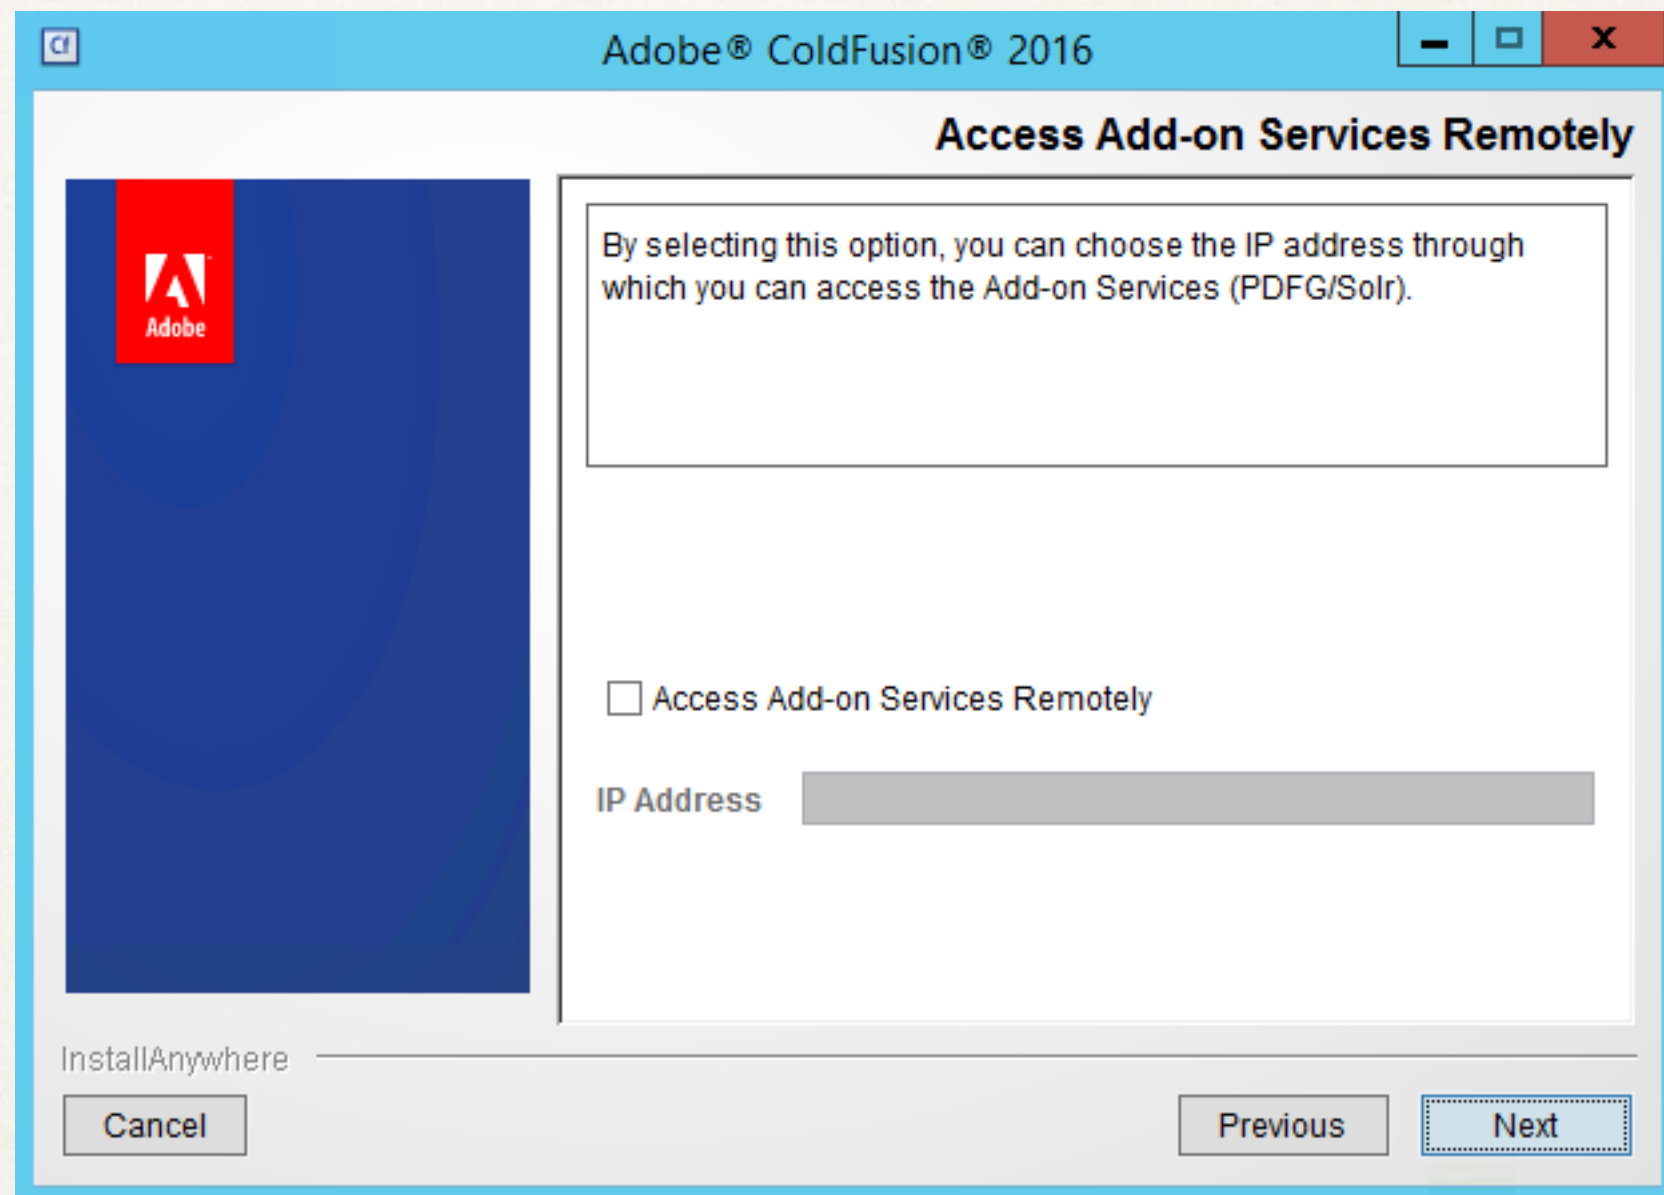 Cf
Adobe® ColdFusion® 2016
Access Add-on Services Remotely
Adobe
By selecting this option, you can choose the IP address through
which you can access the Add-on Services (PDFG/Solr).
Access Add-on Services Remotely
IP Address
InstallAnywhere
Cancel
Previous
Next